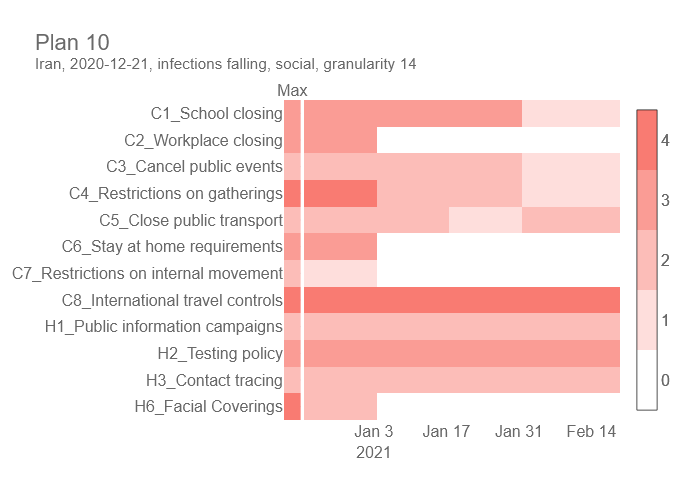 Plan 10
Iran, 2020-12-21, infections falling, social, granularity 14
Max
C1_School closing
C2_Workplace closing
C3_Cancel public events
C4_Restrictions on gatherings
C5_Close public transport
C6_Stay at home requirements
C7_Restrictions on internal movement
C8_International travel controls
H1_Public information campaigns
H2_Testing policy
H3_Contact tracing
H6_Facial Coverings
Jan 3 Jan 17 Jan 31 Feb 14
2021
4
3
2
1
0